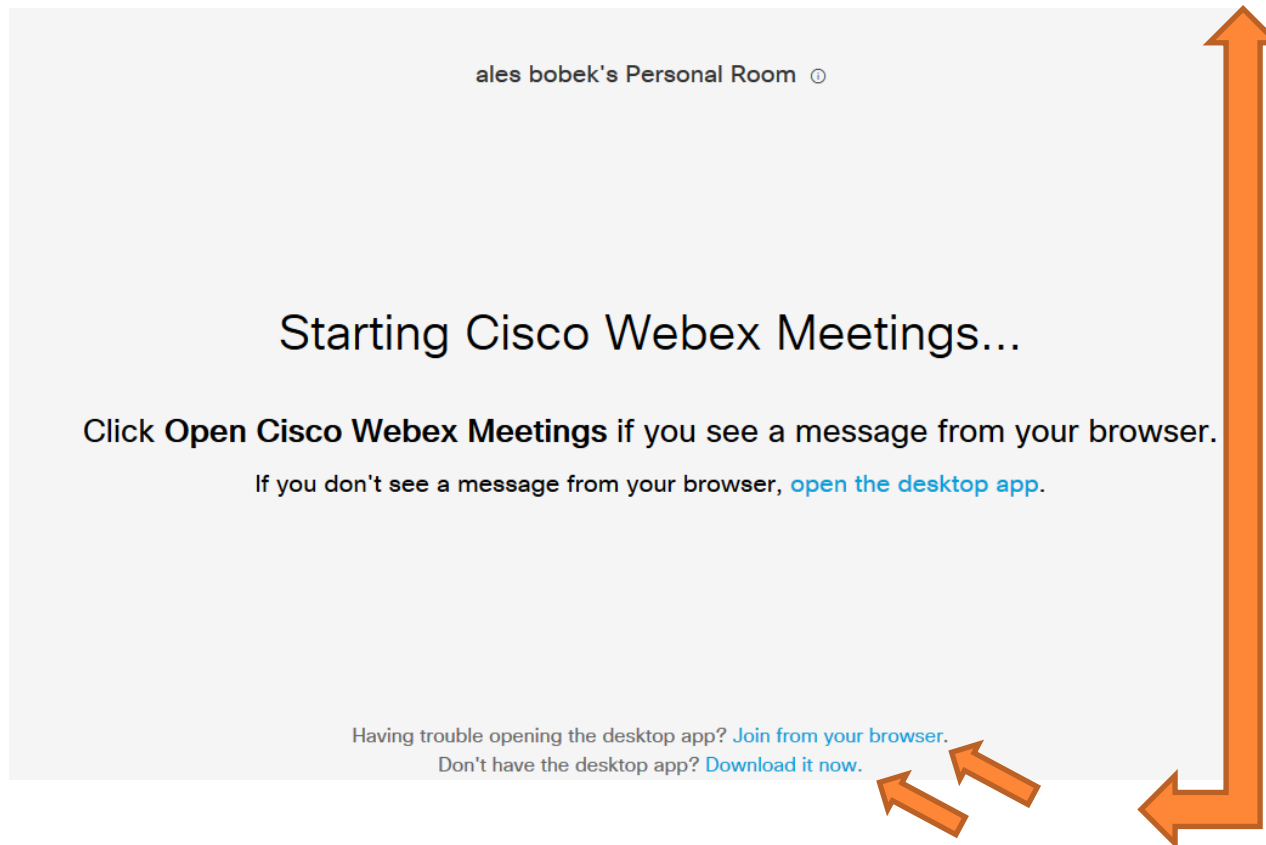 ales bobek's Personal Room
Starting Cisco Webex Meetings...
Click Open Cisco Webex Meetings if you see a message from your browser.
If you don't see a message from your browser, open the desktop app.
Having trouble opening the desktop app? Join from your browser.
Don't have the desktop app? Download it now.